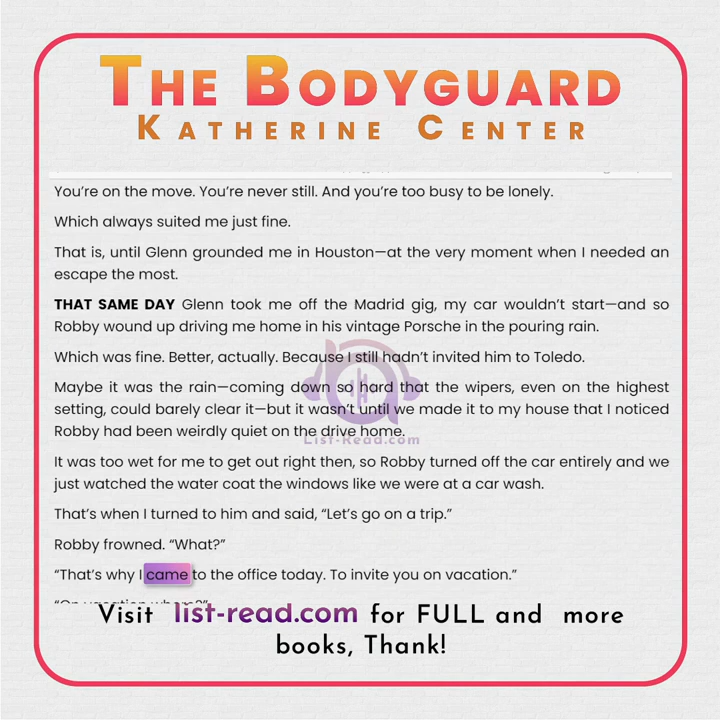 THE BODYGUARD
KATHERINE CENTER
You're on the move. You're never still. And you're too busy to be lonely.
Which always suited me just fine.
That is, until Glenn grounded me in Houston—at the very moment when I needed an
escape the most.
THAT SAME DAY Glenn took me off the Madrid gig, my car wouldn't start—and so
Robby wound up driving me home in his vintage Porsche in the pouring rain.
Which was fine. Better, actually. Because I still hadn't invited him to Toledo.
Maybe it was the rain—coming down so hard that the wipers, even on the highest
setting, could barely clear it—but it wasn't until we made it to my house that I noticed
Robby had been weirdly quiet on the drive home.
List-Read.com
It was too wet for me to get out right then, so Robby turned off the car entirely and we
just watched the water coat the windows like we were at a car wash.
That's when I turned to him and said, “Let's go on a trip.”
Robby frowned. “What?”
“That's why I came to the office today. To invite you on vacation.”
“On vacation where?”
Visit list-read.com for FULL and more
books, Thank!